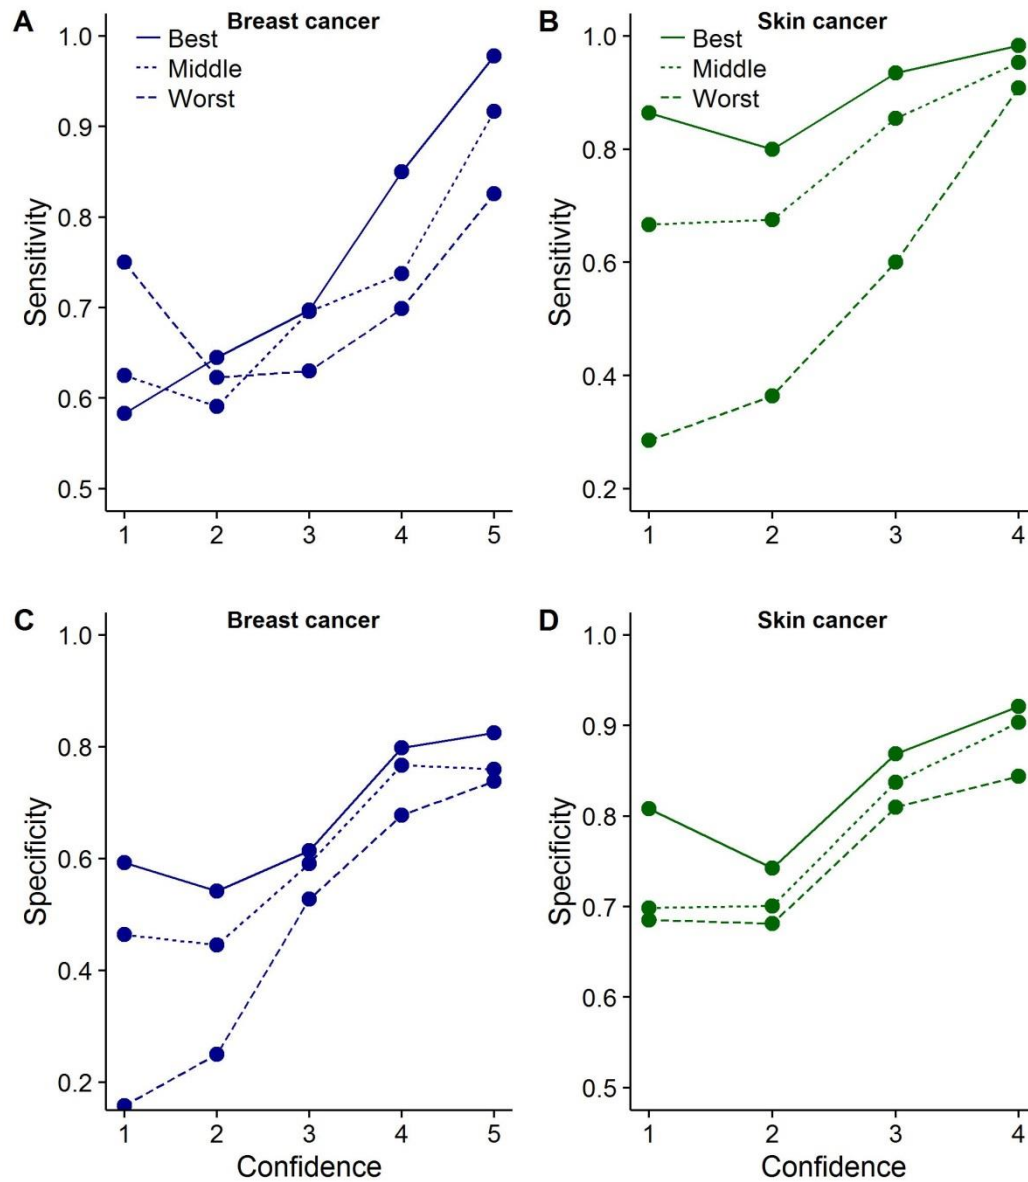 A
Breast cancer
Best
Middle
Worst
1.0
0.9
0.8
0.7
0.6
0.5
Sensitivity
1 2 3 4 5
B
Skin cancer
Best
Middle
Worst
1.0
0.8
0.6
0.4
0.2
Sensitivity
1 2 3 4
C
Breast cancer
1.0
0.8
0.6
0.4
0.2
Specificity
1 2 3 4 5
Confidence
D
Skin cancer
1.0
0.9
0.8
0.7
0.6
0.5
Specificity
1 2 3 4
Confidence